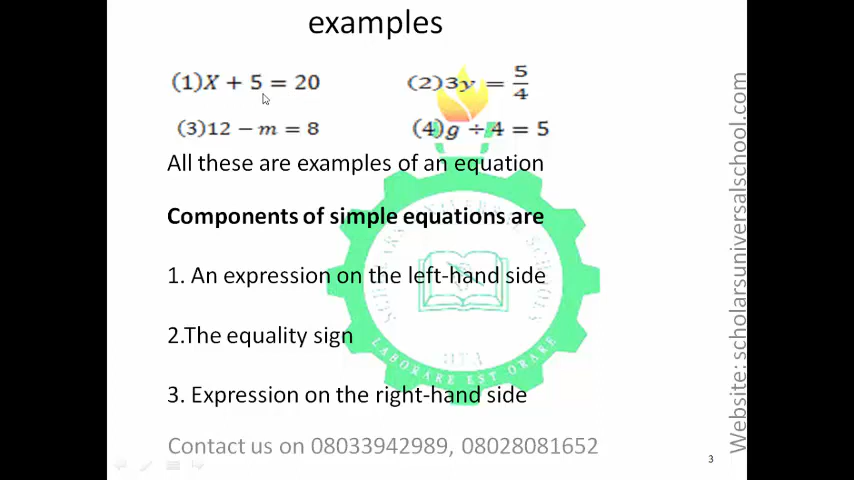 examples
(1)X + 5 = 20 (2)3y = 5/4
(3)12 − m = 8 (4)g ÷ 4 = 5
All these are examples of an equation
Components of simple equations are
1. An expression on the left-hand side
2.The equality sign
3. Expression on the right-hand side
Contact us on 08033942989, 08028081652
3
Website: scholarsuniversalschool.com
LABORARE EST ORARE